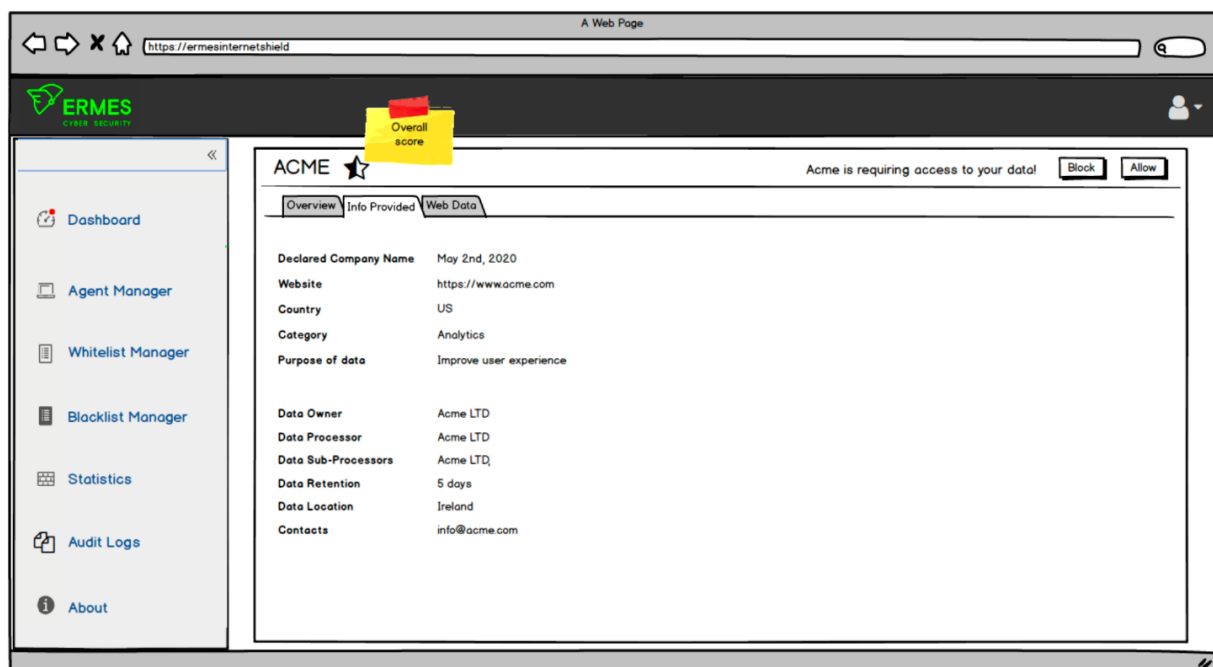 A Web Page
https://ermesinternetshield
ERMES
CYBER SECURITY
Overall
score
«
Dashboard
Agent Manager
Whitelist Manager
Blacklist Manager
Statistics
Audit Logs
About
ACME
Acme is requiring access to your data!
Block
Allow
Overview
Info Provided
Web Data
Declared Company Name May 2nd, 2020
Website https://www.acme.com
Country US
Category Analytics
Purpose of data Improve user experience
Data Owner Acme LTD
Data Processor Acme LTD
Data Sub-Processors Acme LTD,
Data Retention 5 days
Data Location Ireland
Contacts info@acme.com